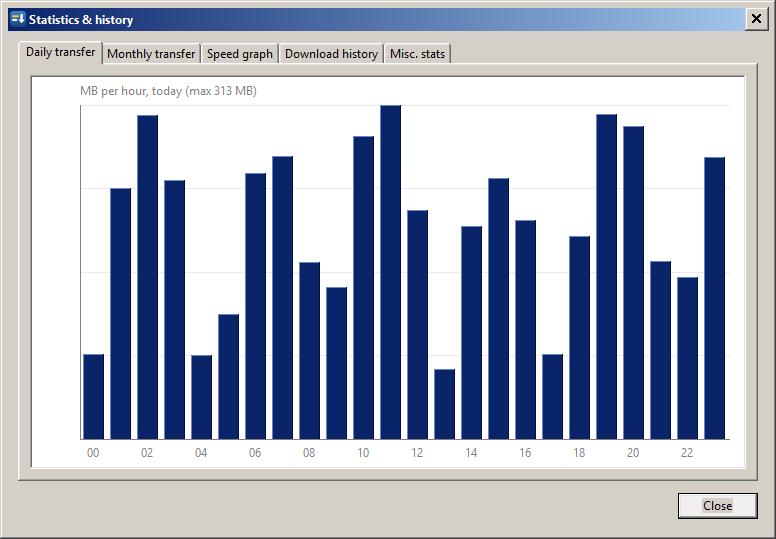 Statistics & history
Daily transfer Monthly transfer Speed graph Download history Misc. stats
MB per hour, today (max 313 MB)
00 02 04 06 08 10 12 14 16 18 20 22
Close